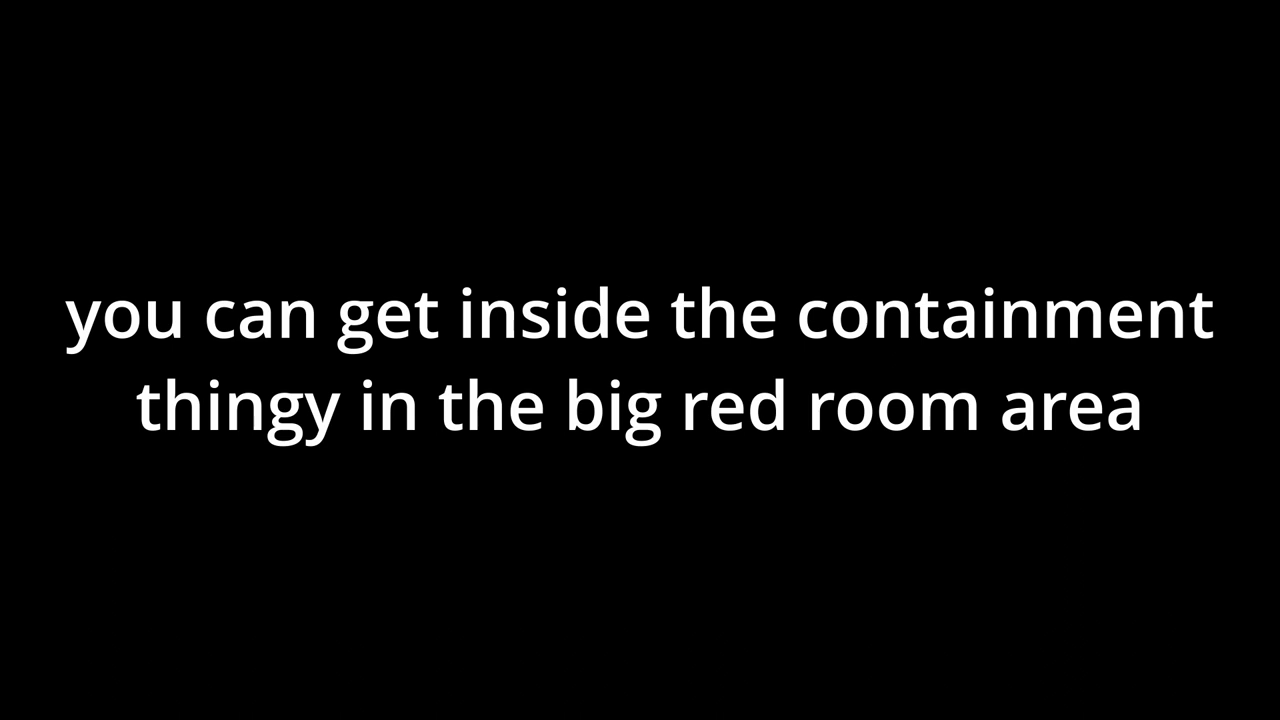 you can get inside the containment
thingy in the big red room area